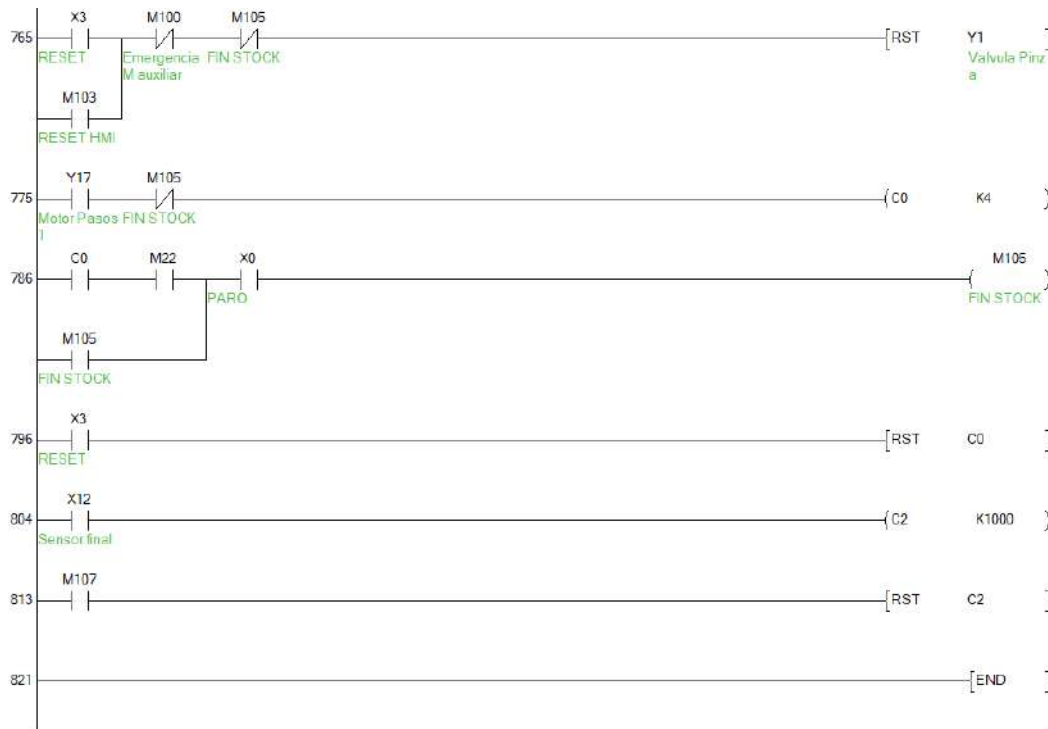 X3 M100 M105
765 [RST Y1 ]
RESET Emergencia FIN STOCK Valvula Pinz
M auxiliar a
M103
RESET HMI
Y17 M105
775 (C0 K4 )
Motor Pasos FIN STOCK
1
C0 M22 X0 M105
786 ( )
PARO FIN STOCK
M105
FIN STOCK
X3
796 [RST C0 ]
RESET
X12
804 (C2 K1000 )
Sensor final
M107
813 [RST C2 ]
821 [END ]